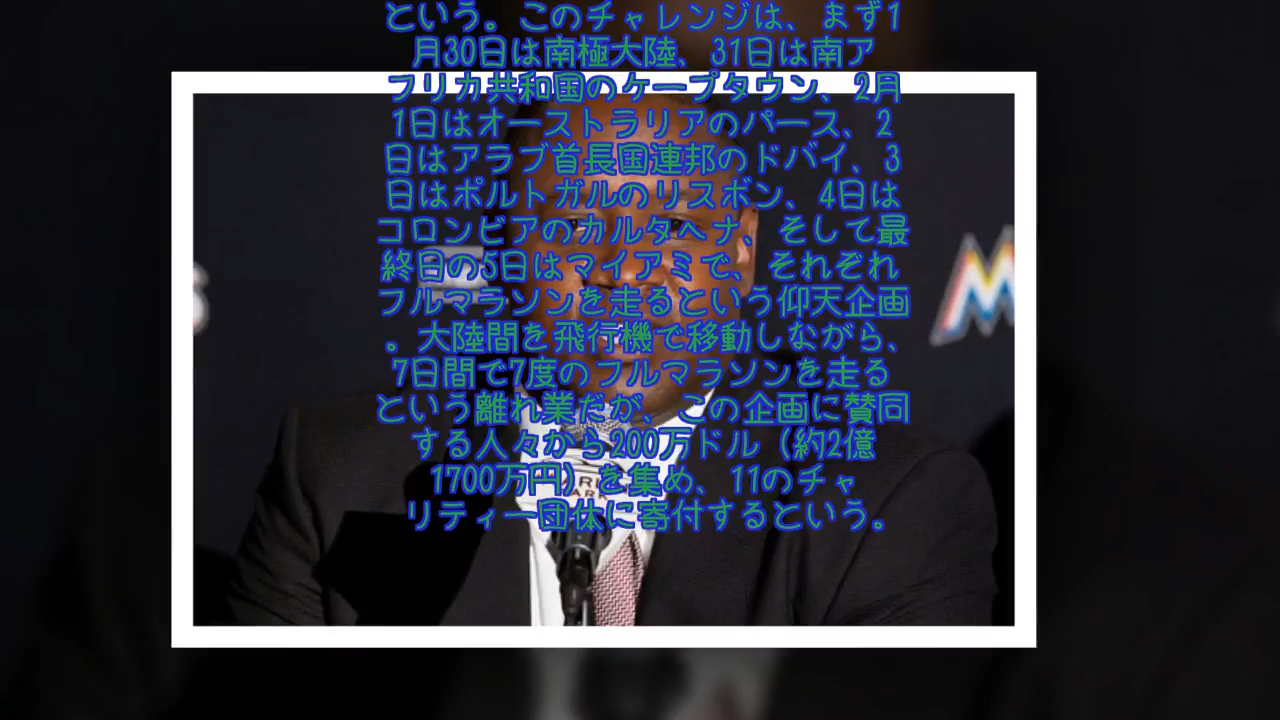 という。このチャレンジは、まず1
月30日は南極大陸、31日は南ア
フリカ共和国のケープタウン、2月
1日はオーストラリアのパース、2
日はアラブ首長国連邦のドバイ、3
日はポルトガルのリスボン、4日は
コロンビアのカルタヘナ、そして最
終日の5日はマイアミで、それぞれ
フルマラソンを走るという仰天企画
。大陸間を飛行機で移動しながら、
7日間で7度のフルマラソンを走る
という離れ業だが、この企画に賛同
する人々から200万ドル（約2億
1700万円）を集め、11のチャ
リティー団体に寄付するという。